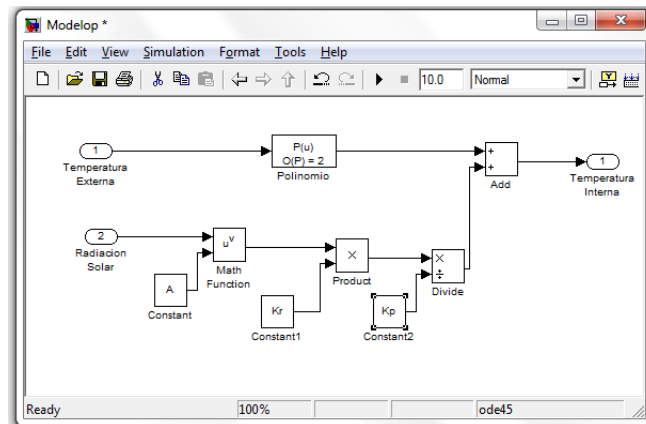 Modelop *
File Edit View Simulation Format Tools Help
10.0 Normal
1
Temperatura
Externa
P(u)
O(P) = 2
Polinomio
+
+
Add
1
Temperatura
Interna
2
Radiacion
Solar
u^v
Math
Function
A
Constant
×
Product
Kr
Constant1
×
÷
Divide
Kp
Constant2
Ready 100% ode45